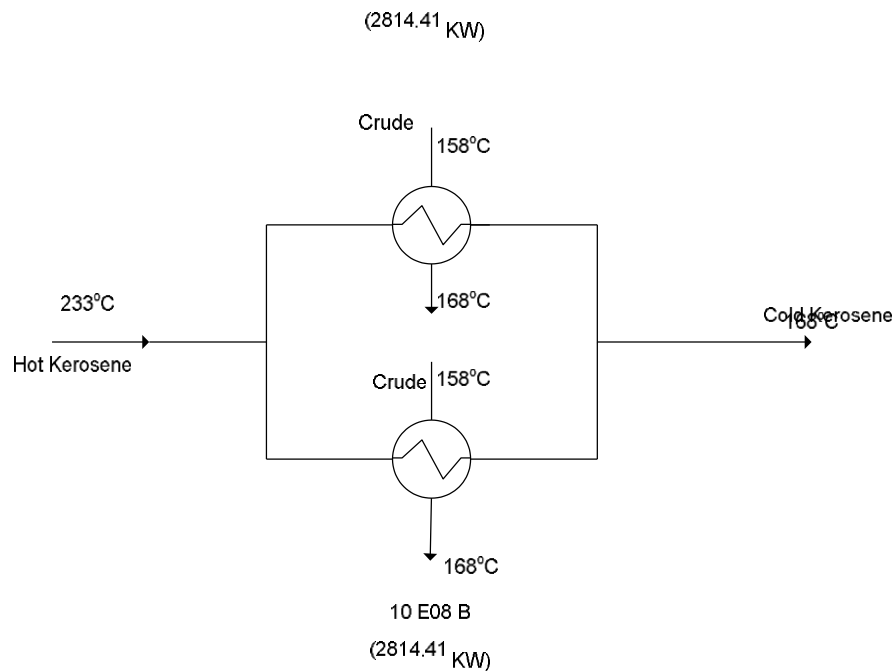 (2814.41 KW)
Crude
158°C
168°C
233°C
Hot Kerosene
Cold Kerosene
168°C
Crude
158°C
168°C
10 E08 B
(2814.41 KW)